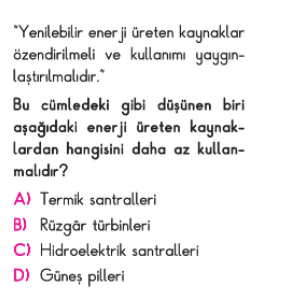 "Yenilebilir enerji üreten kaynaklar
özendirilmeli ve kullanımı yaygın-
laştırılmalıdır."
Bu cümledeki gibi düşünen biri
aşağıdaki enerji üreten kaynak-
lardan hangisini daha az kullan-
malıdır?
A) Termik santralleri
B) Rüzgâr türbinleri
C) Hidroelektrik santralleri
D) Güneş pilleri